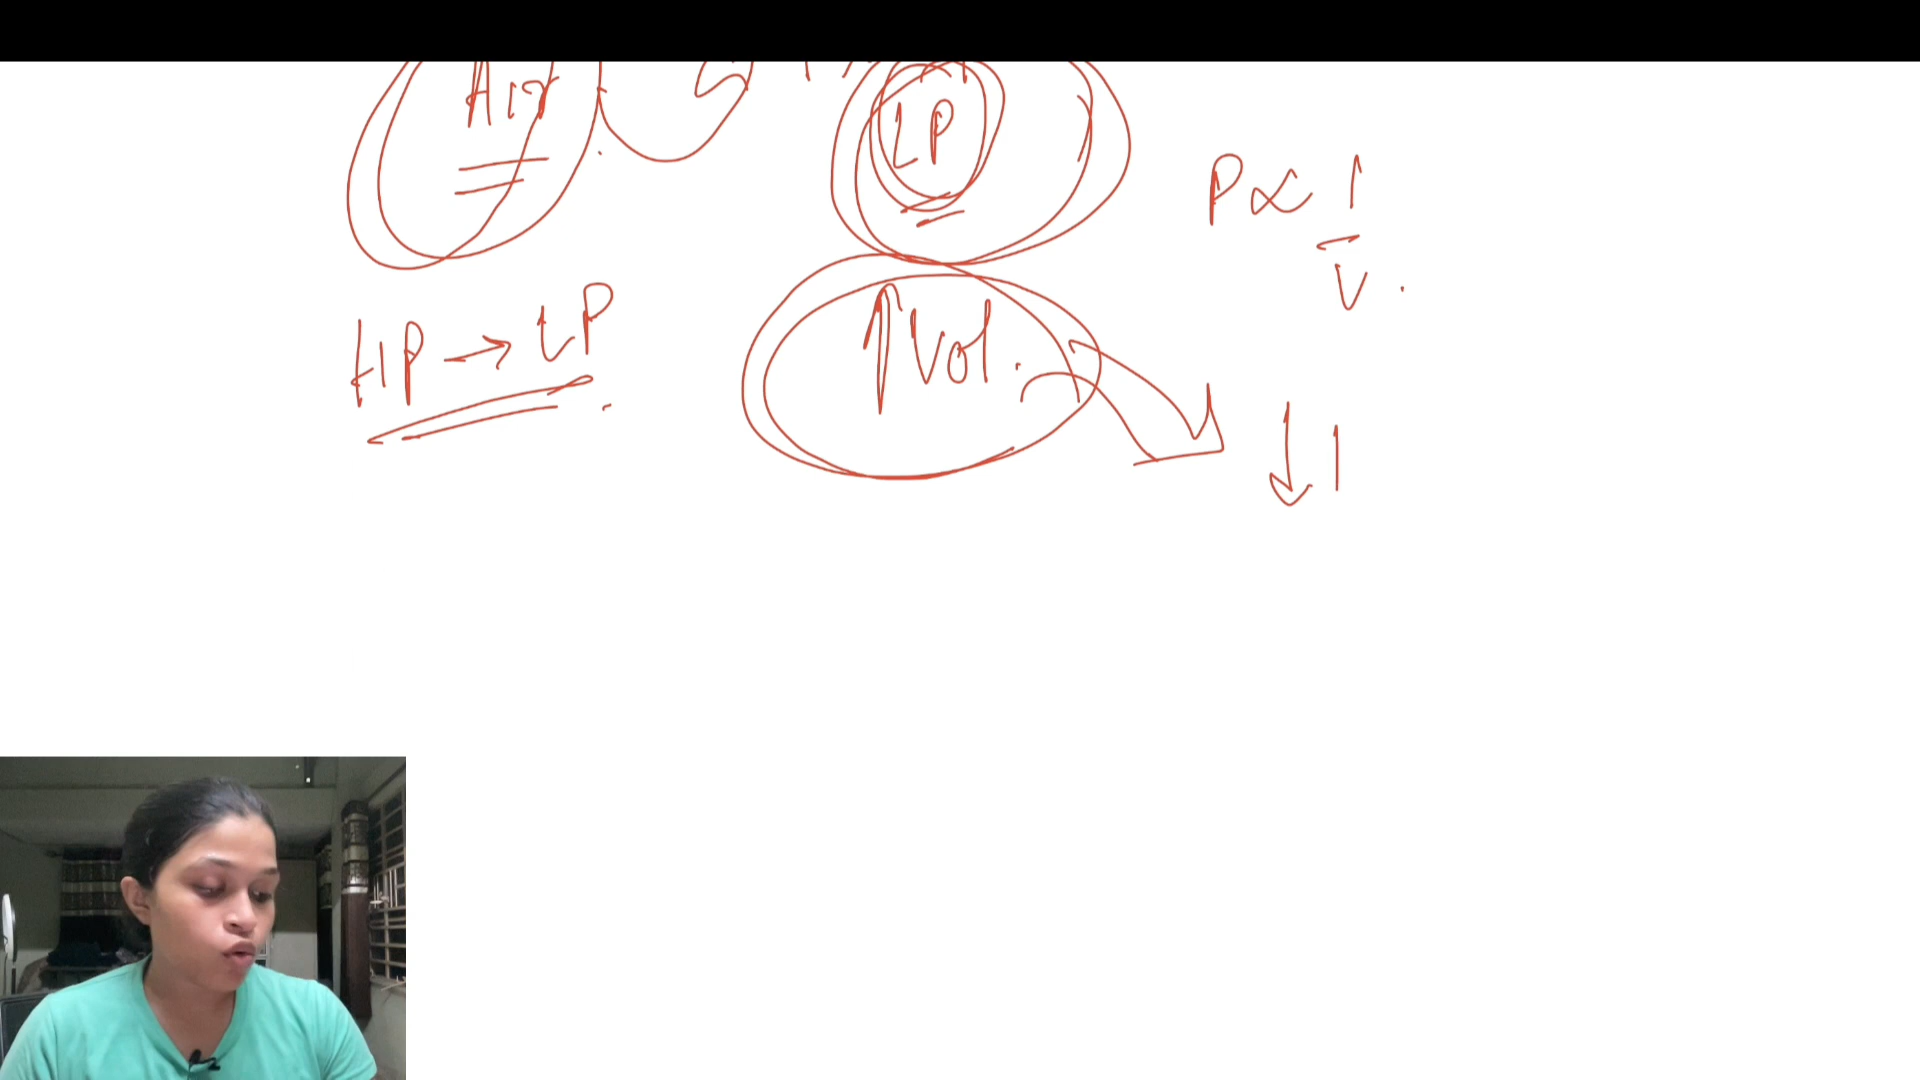 Air
LP
P ∝ 1
V.
HP → LP
↑ Vol.
↓